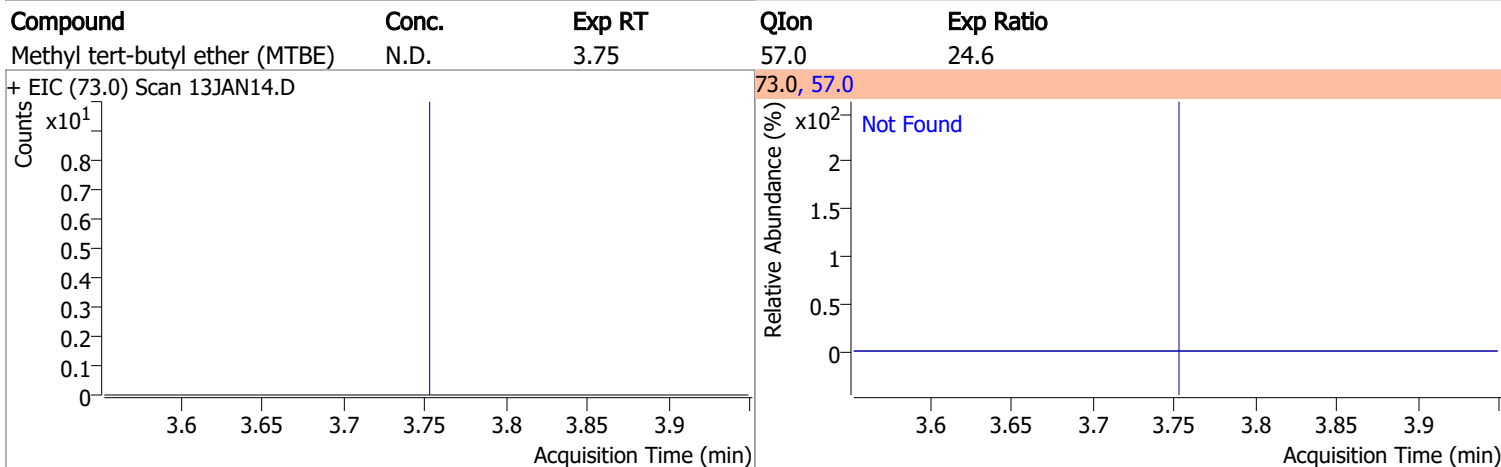 Compound Conc. Exp RT QIon Exp Ratio
Methyl tert-butyl ether (MTBE) N.D. 3.75 57.0 24.6
+ EIC (73.0) Scan 13JAN14.D
Counts
x10¹
0.8
0.7
0.6
0.5
0.4
0.3
0.2
0.1
0
3.6 3.65 3.7 3.75 3.8 3.85 3.9
Acquisition Time (min)
73.0, 57.0
Relative Abundance (%)
x10²
Not Found
2
1.5
1
0.5
0
3.6 3.65 3.7 3.75 3.8 3.85 3.9
Acquisition Time (min)